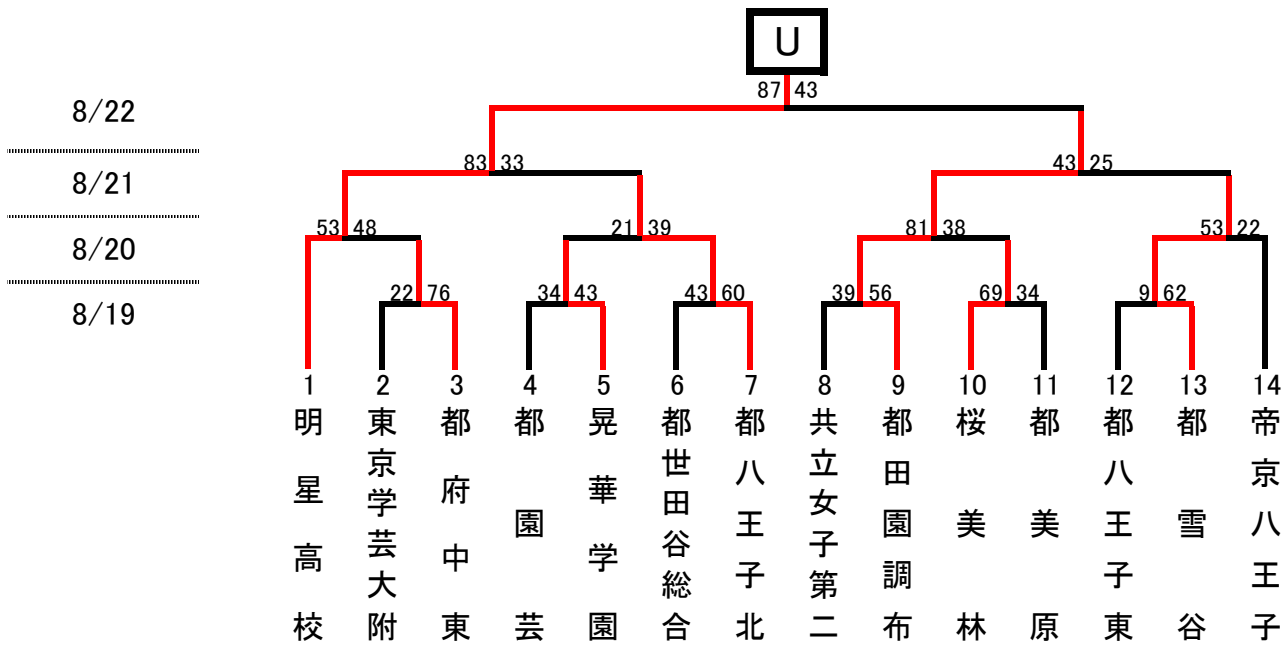 U
87 43
8/22
83 33
43 25
8/21
53 48
21 39
81 38
53 22
8/20
22 76
34 43
43 60
39 56
69 34
9 62
8/19
1
2
3
4
5
6
7
8
9
10
11
12
13
14
明星高校
東京学芸大附
都府中東
都園芸
晃華学園
都世田谷総合
都八王子北
共立女子第二
都田園調布
桜美林
都美原
都八王子東
都雪谷
帝京八王子